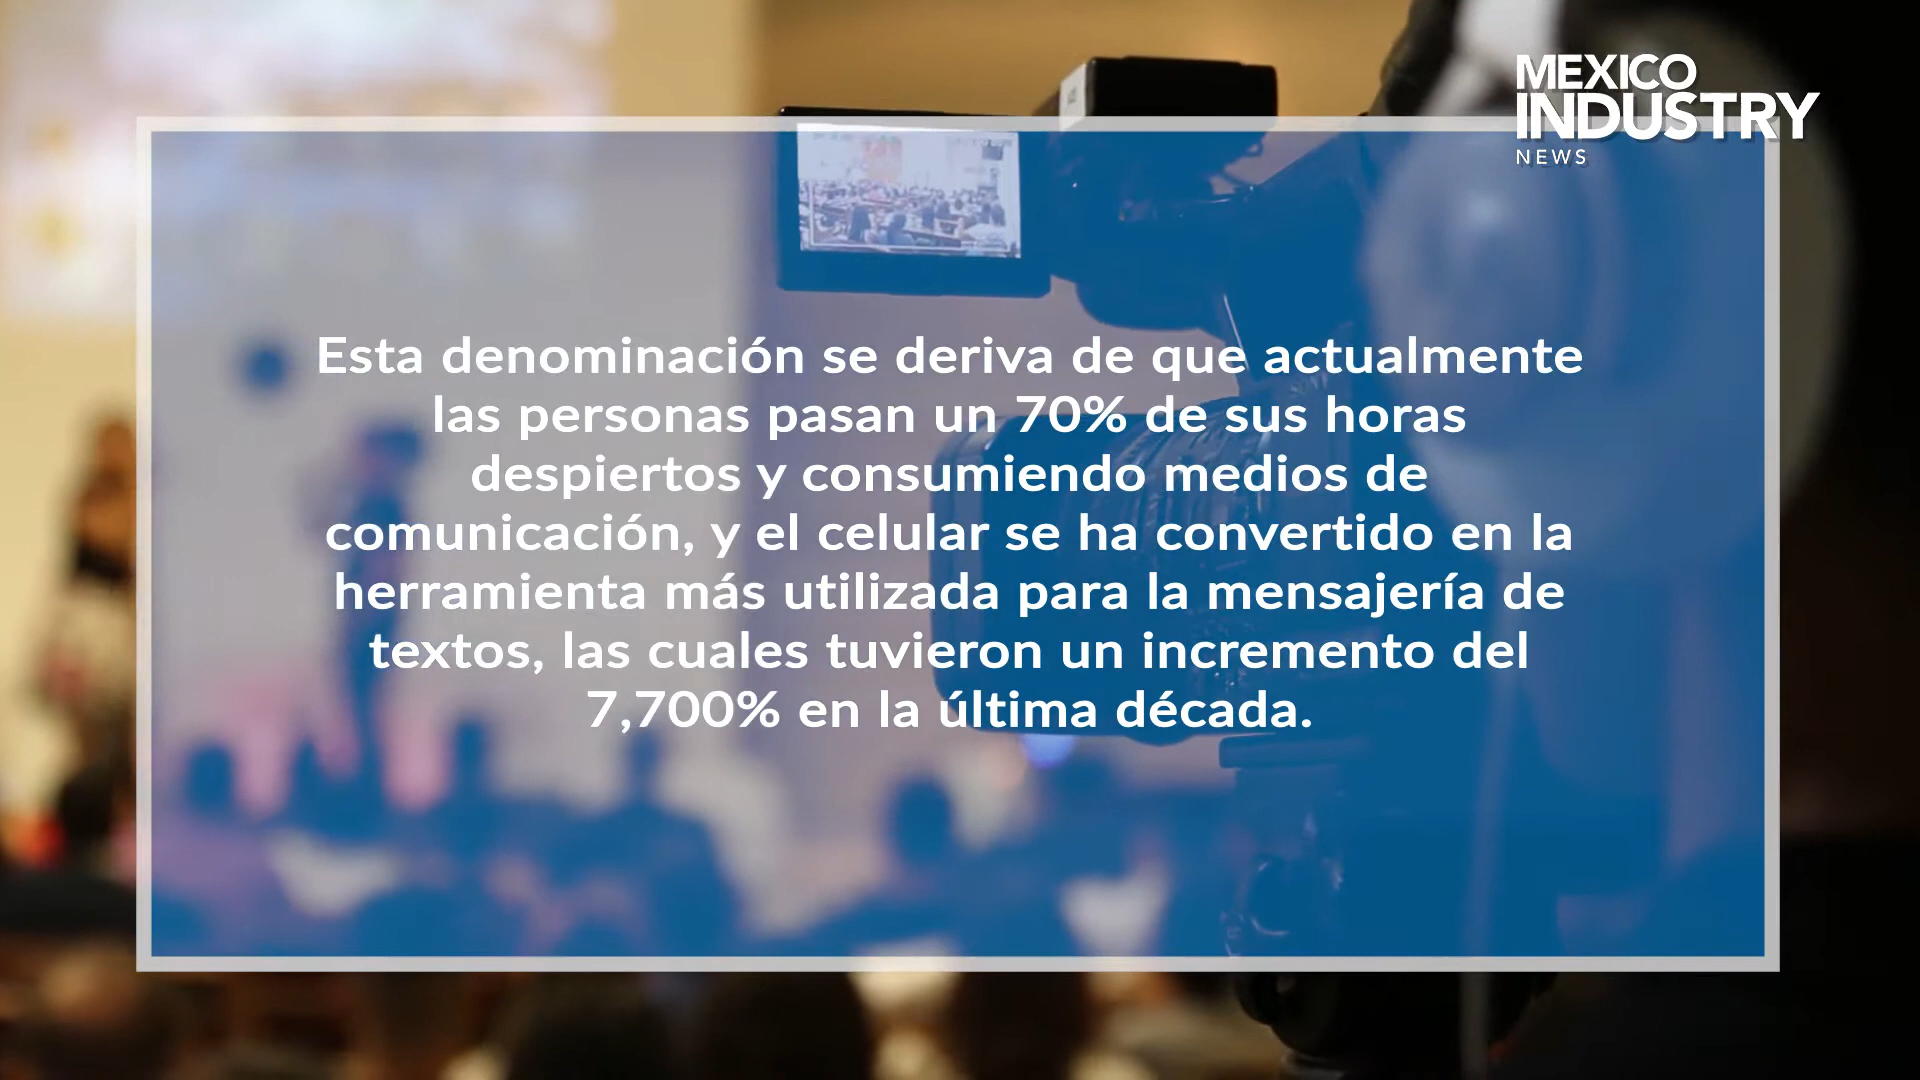 MEXICO
INDUSTRY
NEWS
Esta denominación se deriva de que actualmente
las personas pasan un 70% de sus horas
despiertos y consumiendo medios de
comunicación, y el celular se ha convertido en la
herramienta más utilizada para la mensajería de
textos, las cuales tuvieron un incremento del
7,700% en la última década.